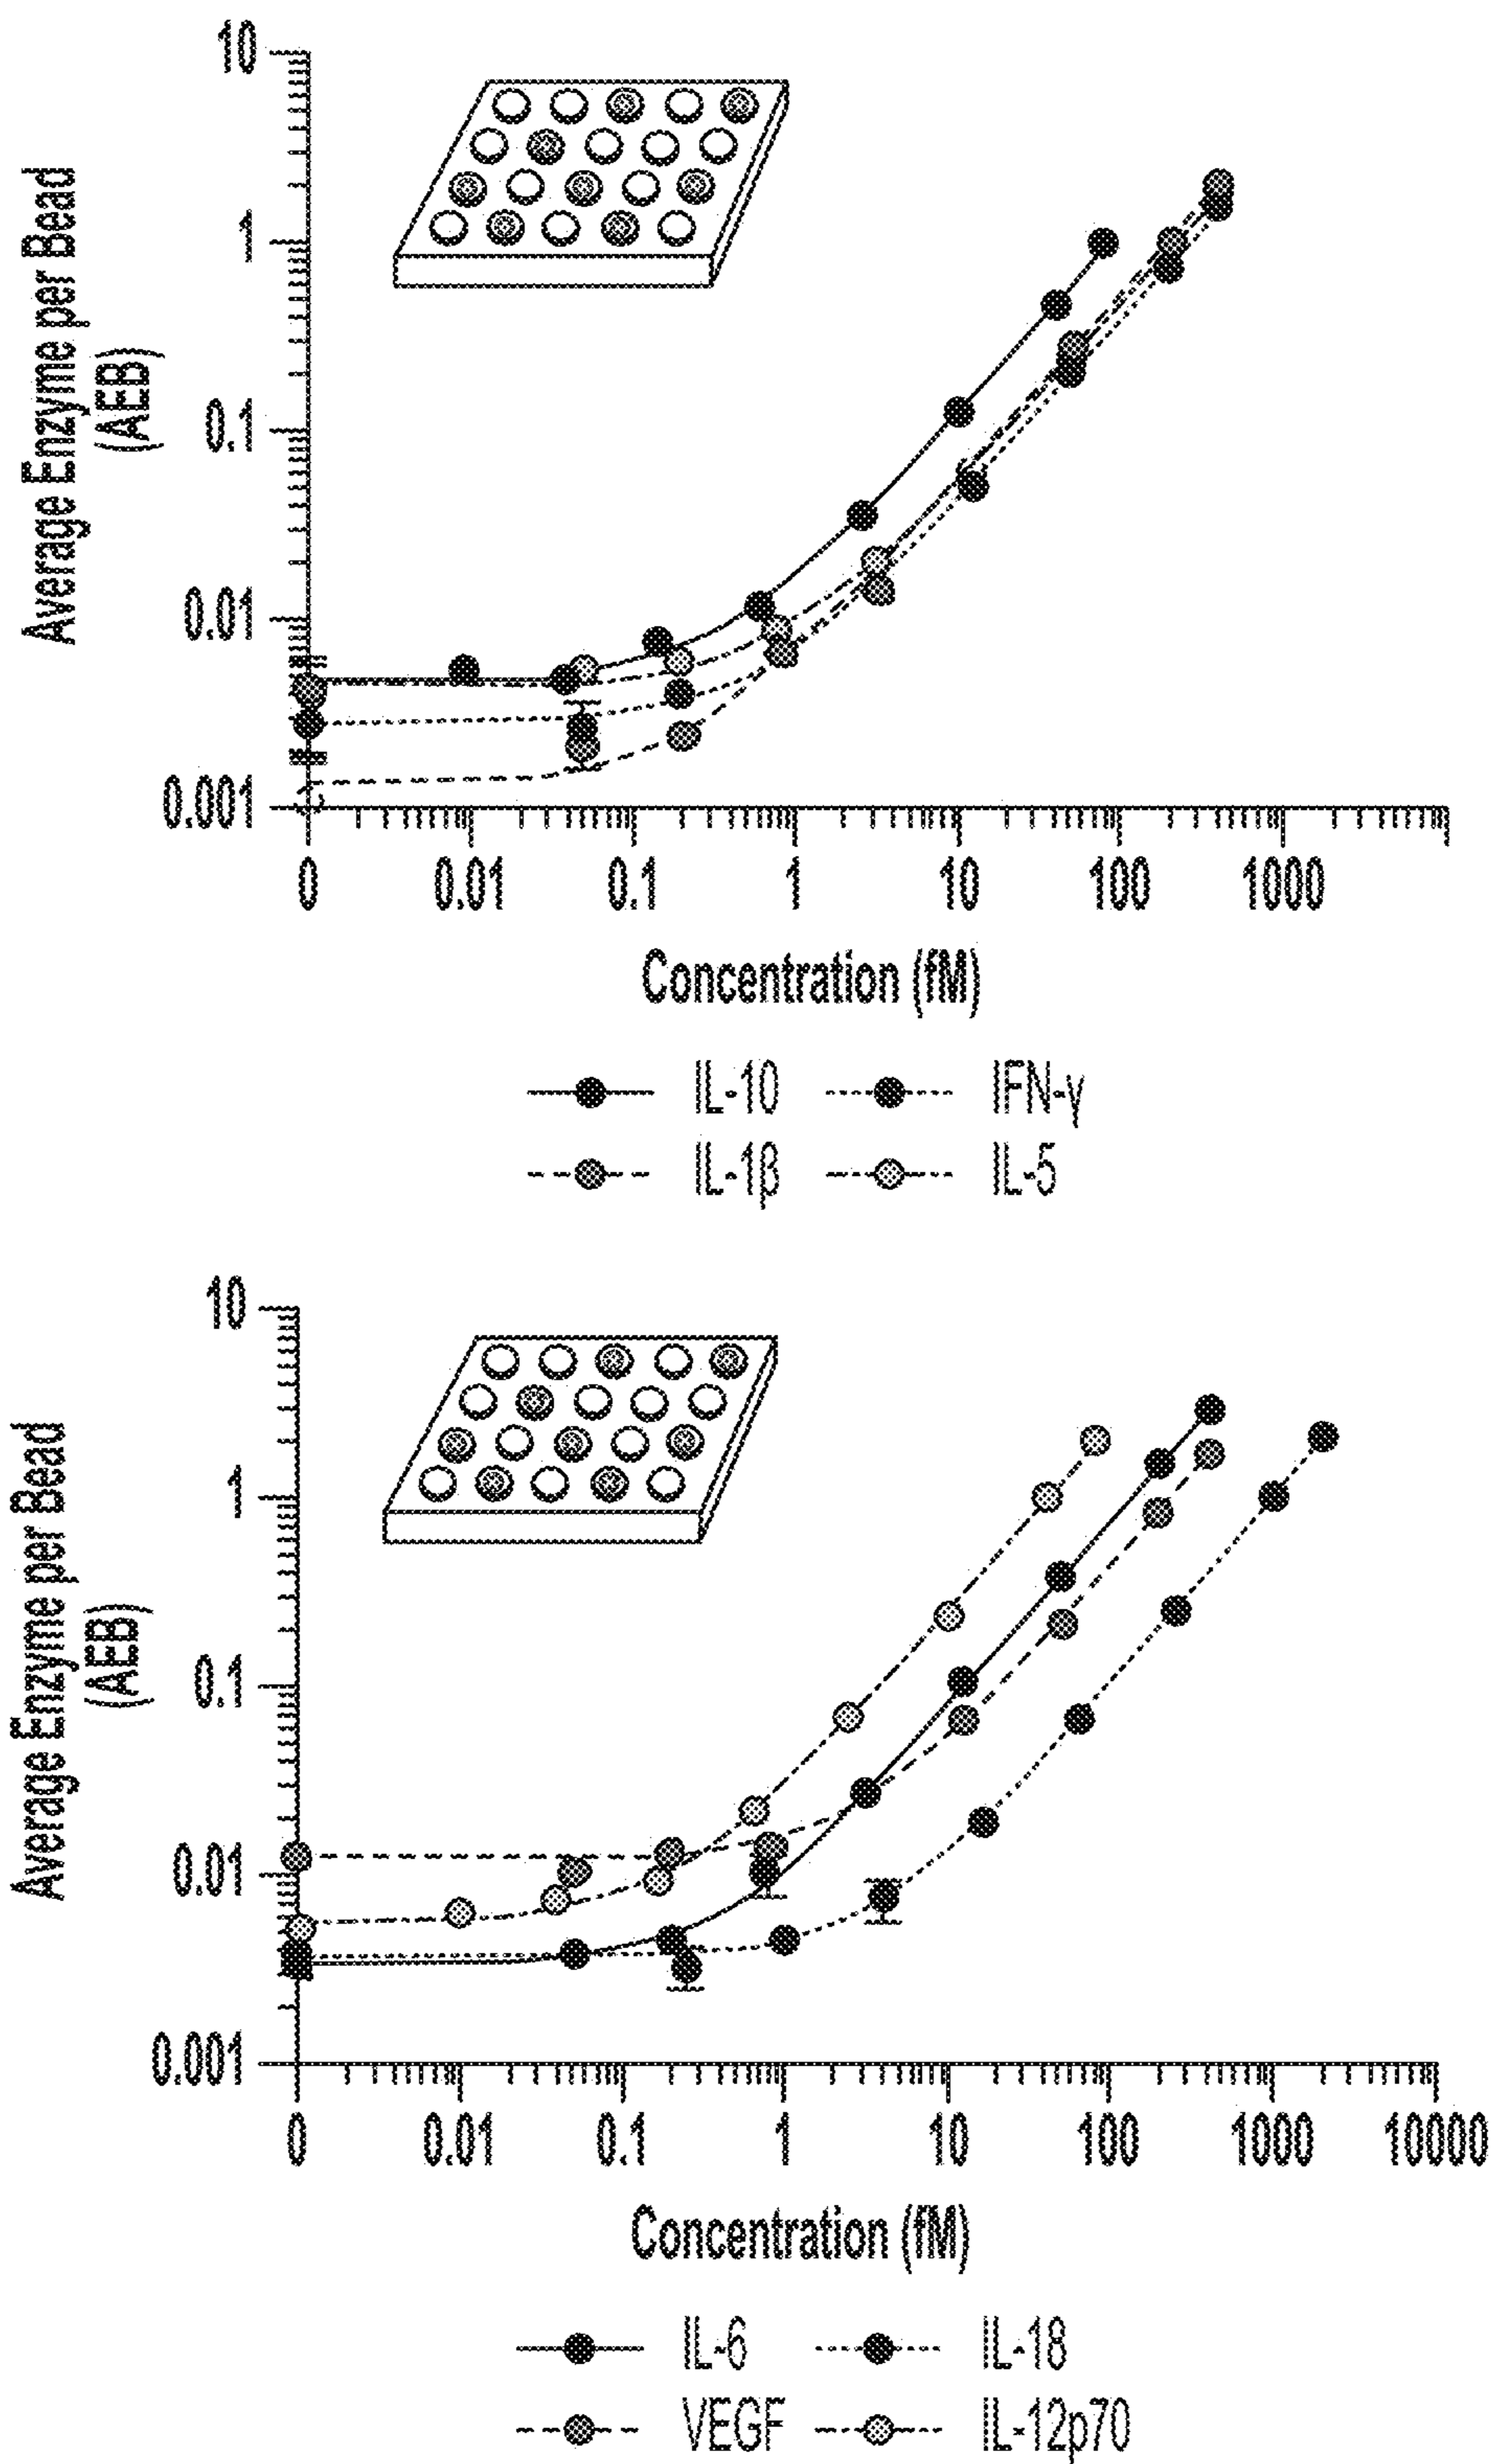 10
1
0.1
0.01
0.001
Average Enzyme per Bead
(AEB)
0 0.01 0.1 1 10 100 1000
Concentration (fM)
IL-10 IFN-γ
IL-1β IL-5
10
1
0.1
0.01
0.001
Average Enzyme per Bead
(AEB)
0 0.01 0.1 1 10 100 1000 10000
Concentration (fM)
IL-6 IL-18
VEGF IL-12p70